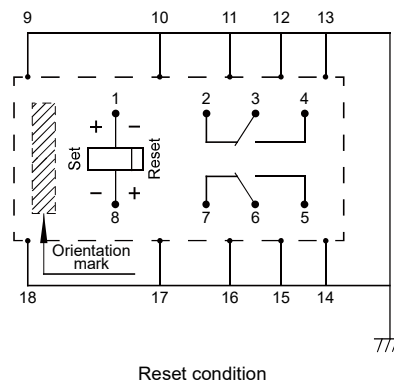 9 10 11 12 13
1 2 3 4
+ −
Set
Reset
− +
8 7 6 5
Orientation
mark
18 17 16 15 14
Reset condition